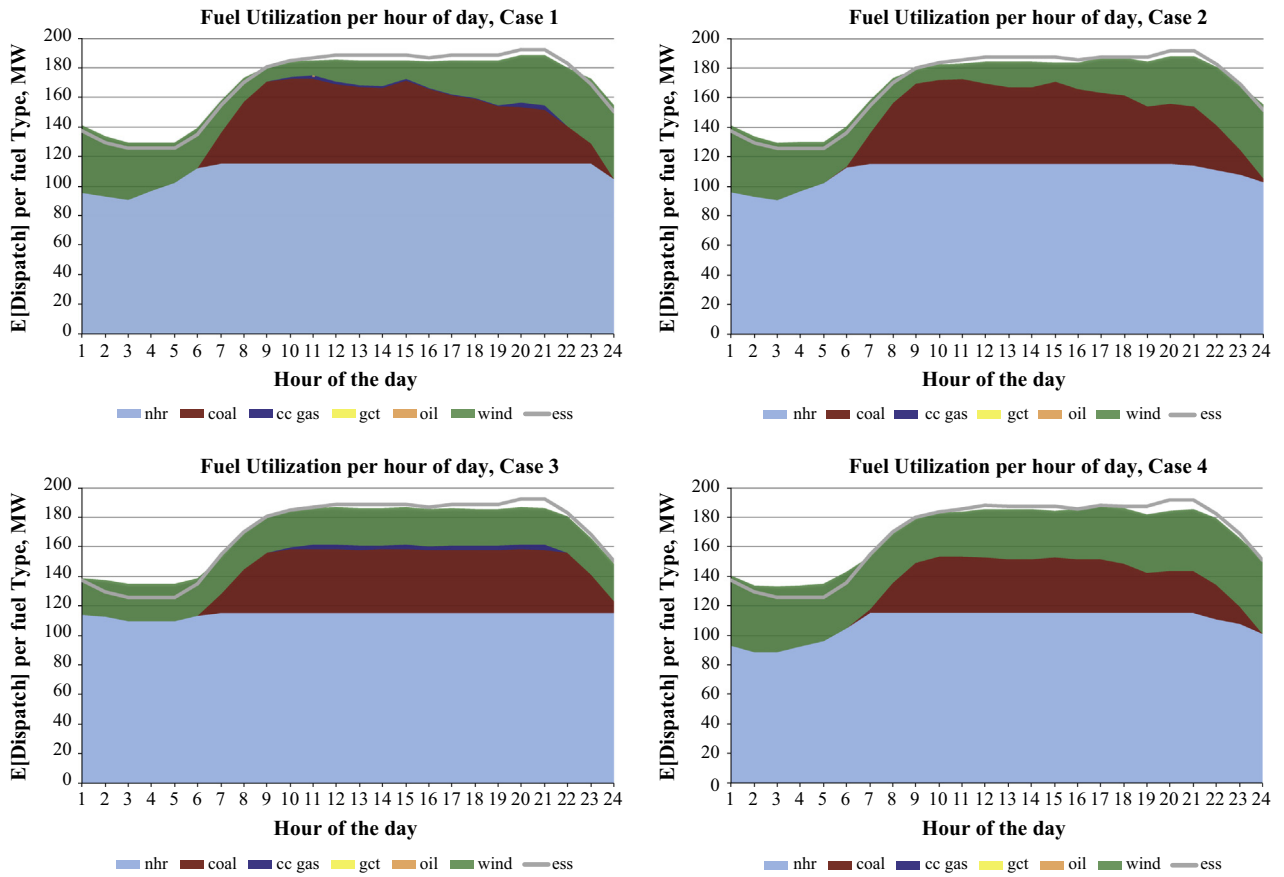 Fuel Utilization per hour of day, Case 1
E[Dispatch] per fuel Type, MW
200
180
160
140
120
100
80
60
40
20
0
1 2 3 4 5 6 7 8 9 10 11 12 13 14 15 16 17 18 19 20 21 22 23 24
Hour of the day
nhr coal cc gas gct oil wind ess
Fuel Utilization per hour of day, Case 2
E[Dispatch] per fuel Type, MW
200
180
160
140
120
100
80
60
40
20
0
1 2 3 4 5 6 7 8 9 10 11 12 13 14 15 16 17 18 19 20 21 22 23 24
Hour of the day
nhr coal cc gas gct oil wind ess
Fuel Utilization per hour of day, Case 3
E[Dispatch] per fuel Type, MW
200
180
160
140
120
100
80
60
40
20
0
1 2 3 4 5 6 7 8 9 10 11 12 13 14 15 16 17 18 19 20 21 22 23 24
Hour of the day
nhr coal cc gas gct oil wind ess
Fuel Utilization per hour of day, Case 4
E[Dispatch] per fuel Type, MW
200
180
160
140
120
100
80
60
40
20
0
1 2 3 4 5 6 7 8 9 10 11 12 13 14 15 16 17 18 19 20 21 22 23 24
Hour of the day
nhr coal cc gas gct oil wind ess